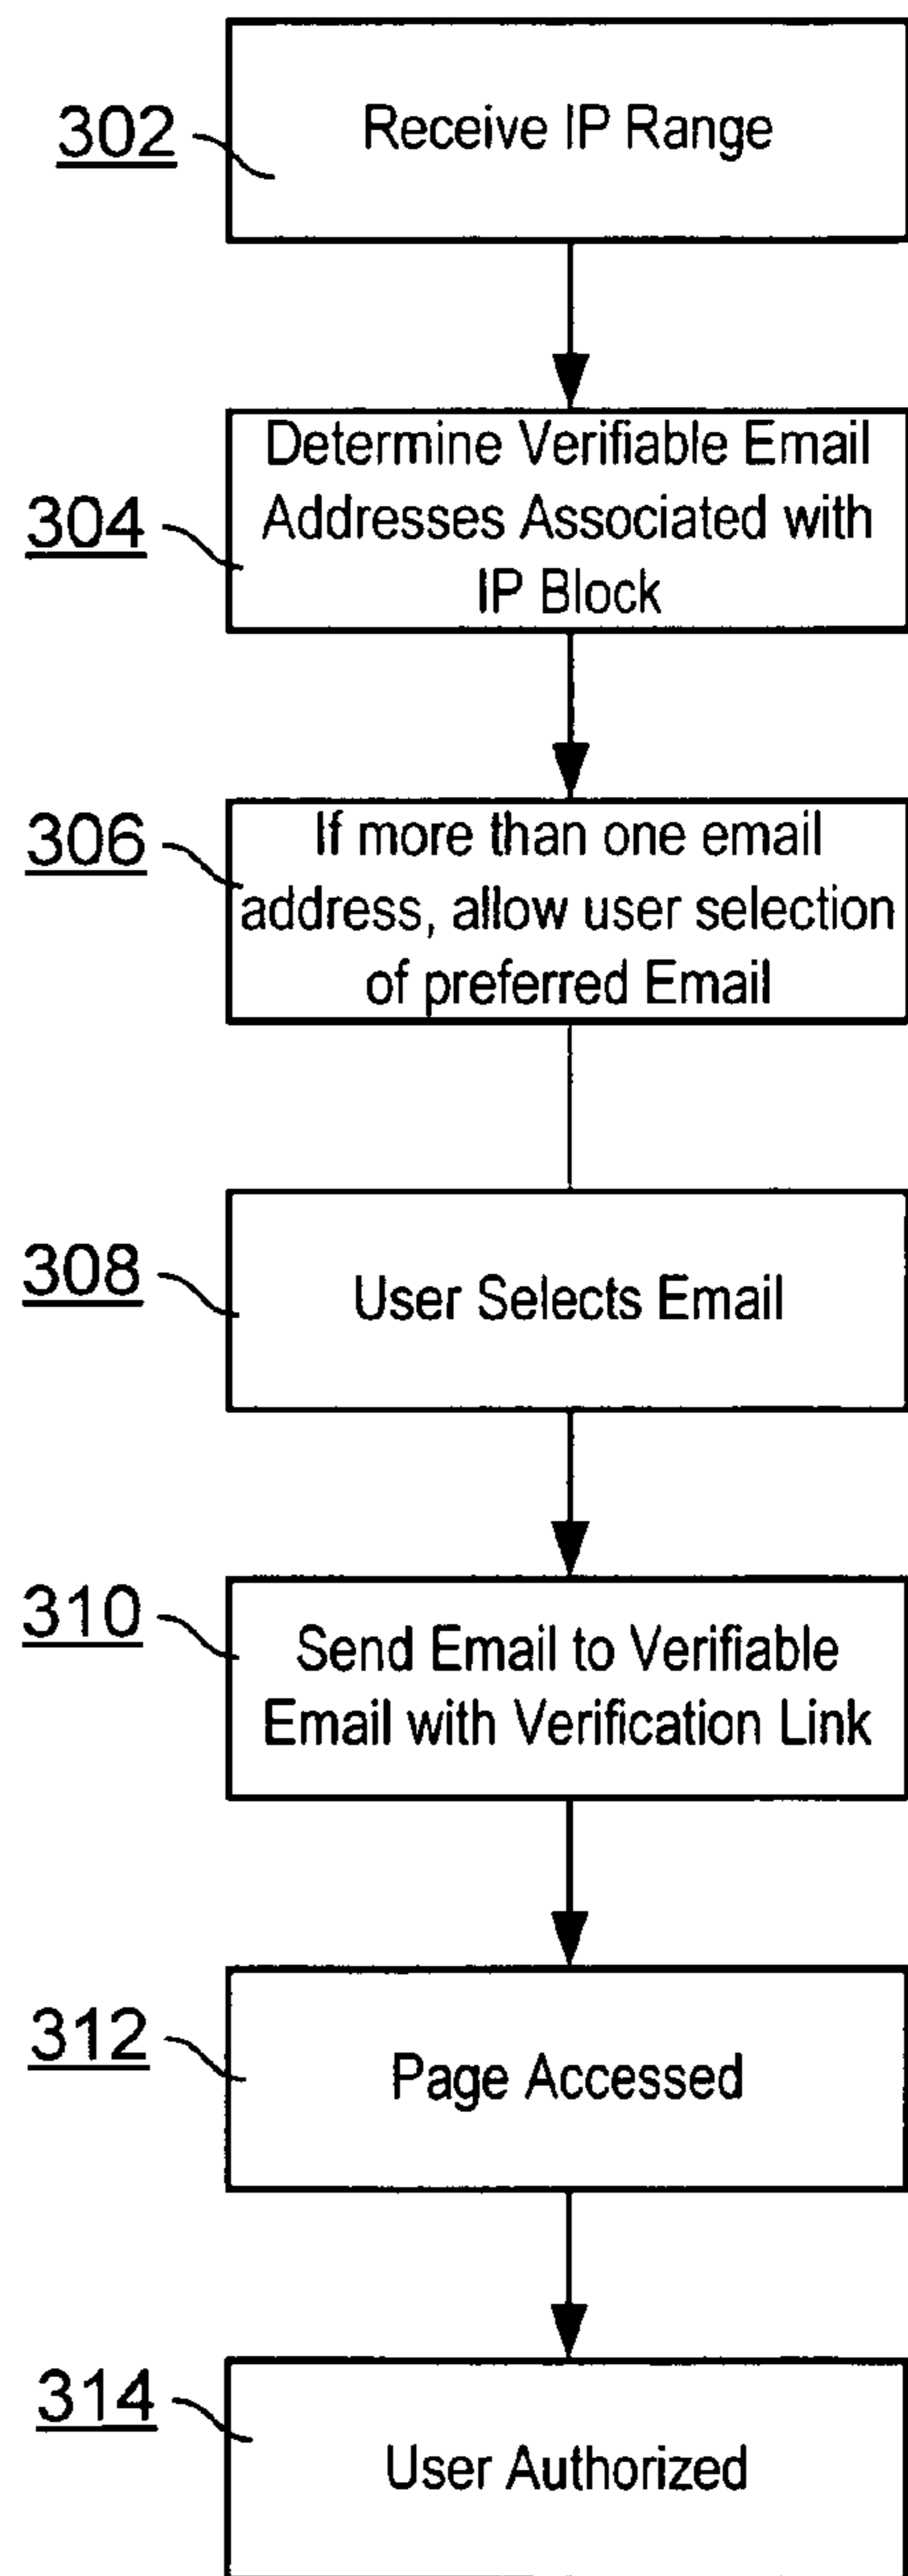 302
Receive IP Range
304
Determine Verifiable Email
Addresses Associated with
IP Block
306
If more than one email
address, allow user selection
of preferred Email
308
User Selects Email
310
Send Email to Verifiable
Email with Verification Link
312
Page Accessed
314
User Authorized